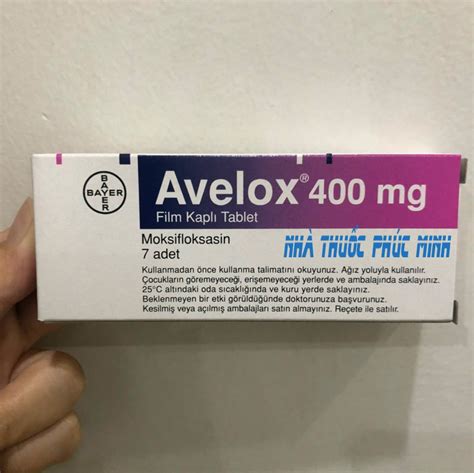 BAYER
BAYER
Avelox® 400 mg
Film Kaplı Tablet
Moksifloksasin
7 adet
NHÀ THUỐC PHÚC MINH
Kullanmadan önce kullanma talimatını okuyunuz. Ağız yoluyla kullanılır.
Çocukların göremeyeceği, erişemeyeceği yerlerde ve ambalajında saklayınız.
25°C altındaki oda sıcaklığında ve kuru yerde saklayınız.
Beklenmeyen bir etki görüldüğünde doktorunuza başvurunuz.
Kesilmiş veya açılmış ambalajları satın almayınız. Reçete ile satılır.